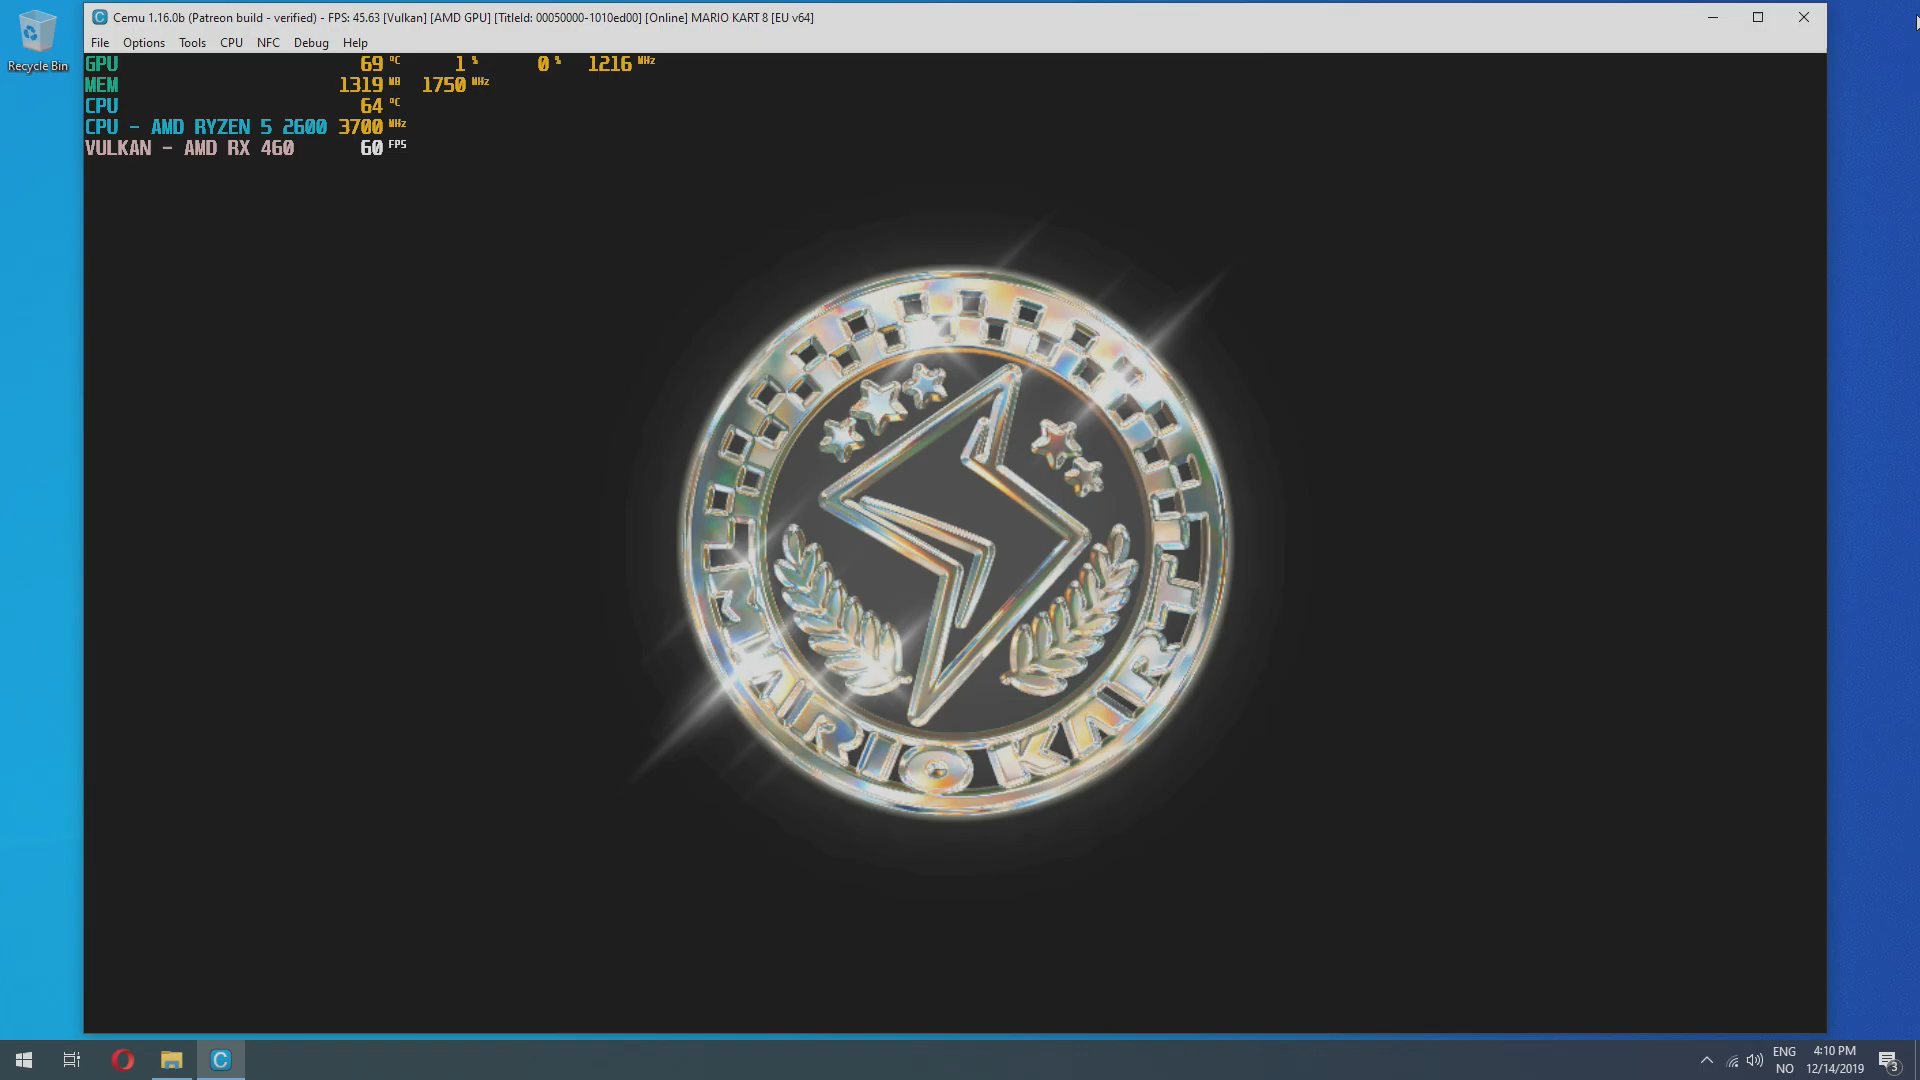 Cemu 1.16.0b (Patreon build - verified) - FPS: 45.63 [Vulkan] [AMD GPU] [TitleId: 00050000-1010ed00] [Online] MARIO KART 8 [EU v64]
File Options Tools CPU NFC Debug Help
Recycle Bin
GPU 69 °C 1 % 0 % 1216 MHz
MEM 1319 MB 1750 MHz
CPU 64 °C
CPU - AMD RYZEN 5 2600 3700 MHz
VULKAN - AMD RX 460 60 FPS
MARIO KART
ENG 4:10 PM
NO 12/14/2019
3